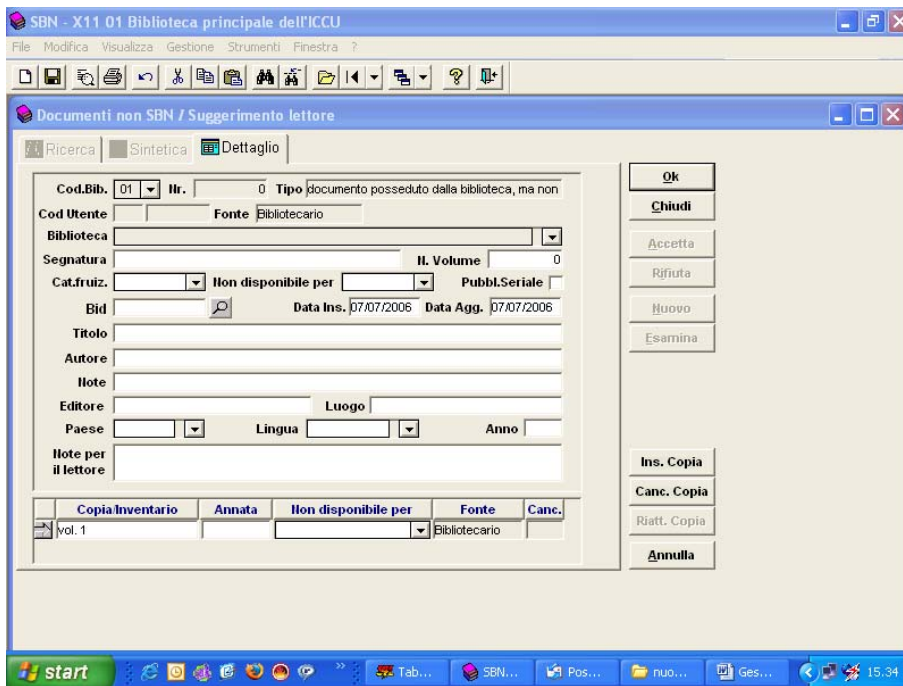 SBN - X11 01 Biblioteca principale dell'ICCU
File Modifica Visualizza Gestione Strumenti Finestra ?
Documenti non SBN / Suggerimento lettore
Ricerca Sintetica Dettaglio
Cod.Bib. 01 Nr. 0 Tipo documento posseduto dalla biblioteca, ma non
Cod Utente Fonte Bibliotecario
Biblioteca
Segnatura N. Volume 0
Cat.fruiz. Non disponibile per Pubbl.Seriale
Bid Data Ins. 07/07/2006 Data Agg. 07/07/2006
Titolo
Autore
Note
Editore Luogo
Paese Lingua Anno
Note per
il lettore
Copia/Inventario Annata Non disponibile per Fonte Canc.
vol. 1 Bibliotecario
Ok
Chiudi
Accetta
Rifiuta
Nuovo
Esamina
Ins. Copia
Canc. Copia
Riatt. Copia
Annulla
start Tab... SBN... Pos... nuo... Ges... 15.34